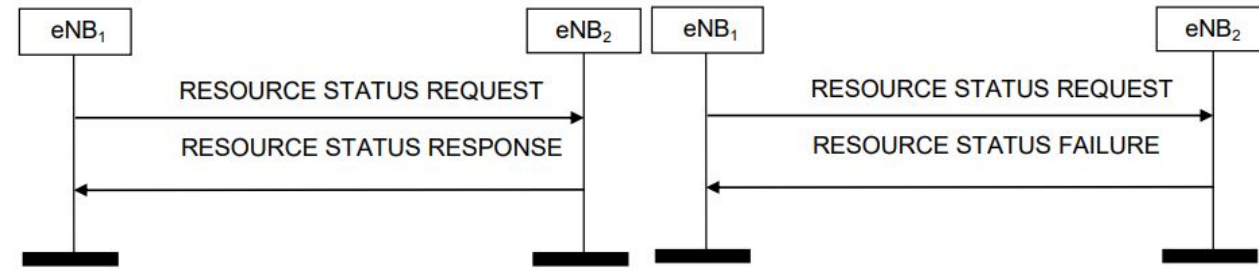 eNB₁
eNB₂
RESOURCE STATUS REQUEST
RESOURCE STATUS RESPONSE
eNB₁
eNB₂
RESOURCE STATUS REQUEST
RESOURCE STATUS FAILURE